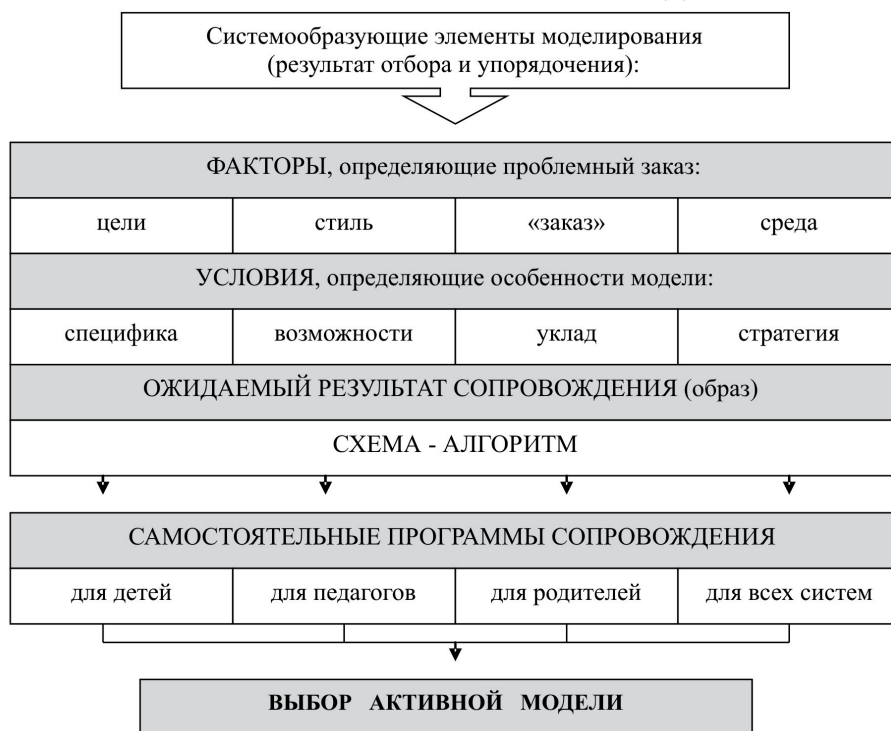 Системообразующие элементы моделирования
(результат отбора и упорядочения):
ФАКТОРЫ, определяющие проблемный заказ:
цели стиль «заказ» среда
УСЛОВИЯ, определяющие особенности модели:
специфика возможности уклад стратегия
ОЖИДАЕМЫЙ РЕЗУЛЬТАТ СОПРОВОЖДЕНИЯ (образ)
СХЕМА - АЛГОРИТМ
САМОСТОЯТЕЛЬНЫЕ ПРОГРАММЫ СОПРОВОЖДЕНИЯ
для детей для педагогов для родителей для всех систем
ВЫБОР АКТИВНОЙ МОДЕЛИ